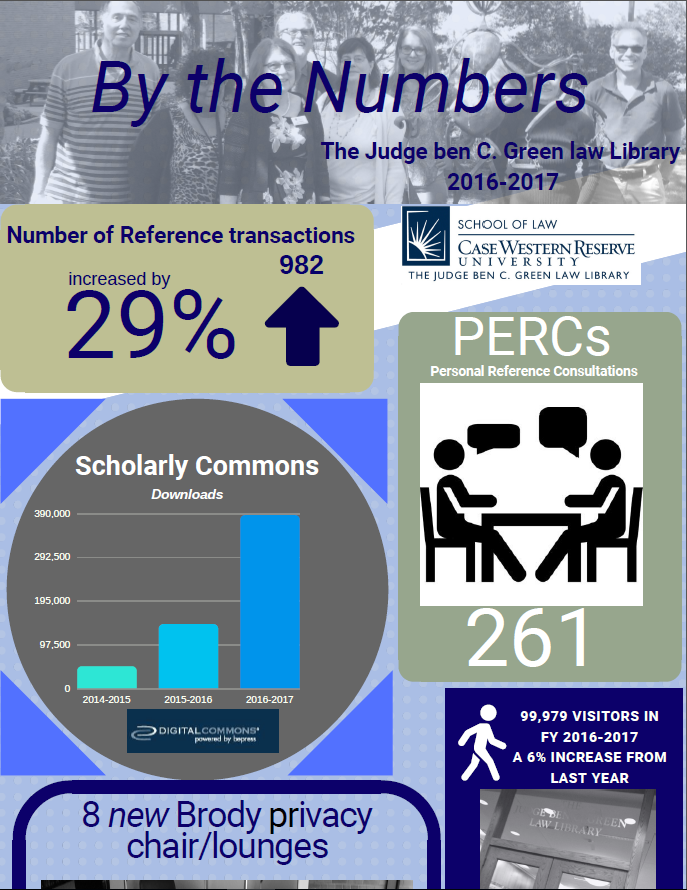 By the Numbers
The Judge ben C. Green law Library
2016-2017
Number of Reference transactions
982
increased by
29%
SCHOOL OF LAW
CASE WESTERN RESERVE
UNIVERSITY
THE JUDGE BEN C. GREEN LAW LIBRARY
PERCs
Personal Reference Consultations
261
Scholarly Commons
Downloads
390,000
292,500
195,000
97,500
0
2014-2015
2015-2016
2016-2017
DIGITALCOMMONS
powered by bepress
99,979 VISITORS IN
FY 2016-2017
A 6% INCREASE FROM
LAST YEAR
LAW LIBRARY
8 new Brody privacy
chair/lounges